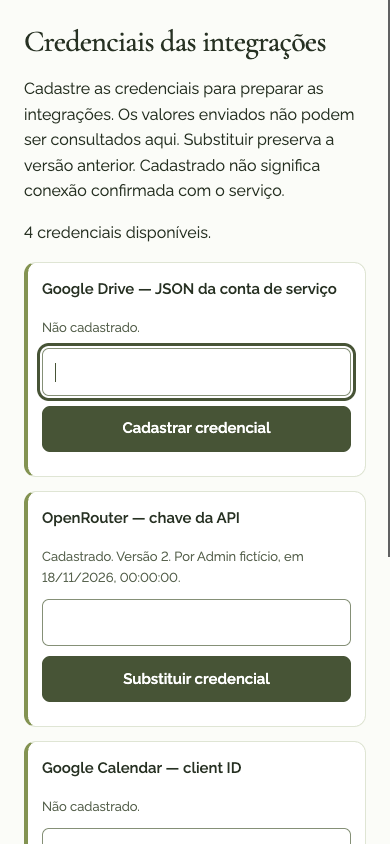 Credenciais das integrações
Cadastre as credenciais para preparar as
integrações. Os valores enviados não podem
ser consultados aqui. Substituir preserva a
versão anterior. Cadastrado não significa
conexão confirmada com o serviço.
4 credenciais disponíveis.
Google Drive — JSON da conta de serviço
Não cadastrado.
Cadastrar credencial
OpenRouter — chave da API
Cadastrado. Versão 2. Por Admin fictício, em
18/11/2026, 00:00:00.
Substituir credencial
Google Calendar — client ID
Não cadastrado.